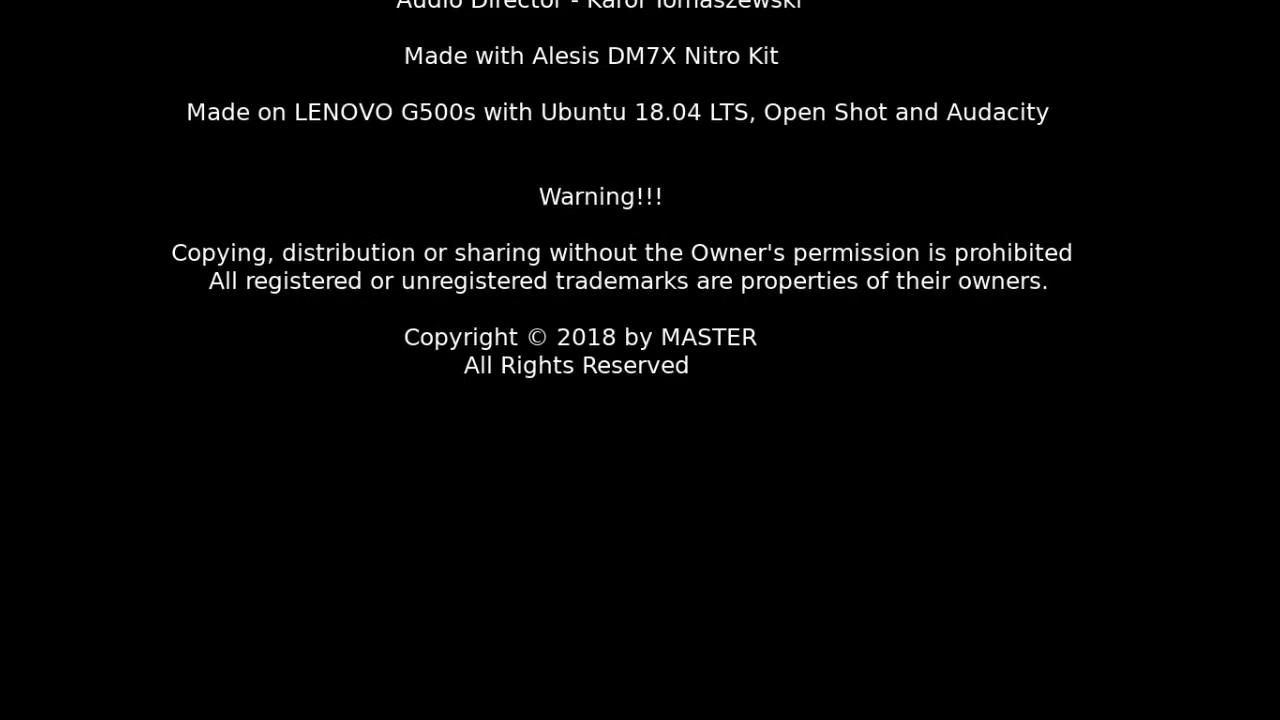 Audio Director - Karol Tomaszewski
Made with Alesis DM7X Nitro Kit
Made on LENOVO G500s with Ubuntu 18.04 LTS, Open Shot and Audacity
Warning!!!
Copying, distribution or sharing without the Owner's permission is prohibited
All registered or unregistered trademarks are properties of their owners.
Copyright © 2018 by MASTER
All Rights Reserved